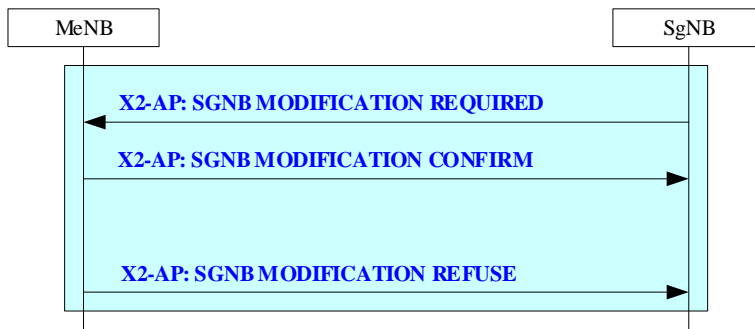 MeNB
SgNB
X2-AP: SGNB MODIFICATION REQUIRED
X2-AP: SGNB MODIFICATION CONFIRM
X2-AP: SGNB MODIFICATION REFUSE